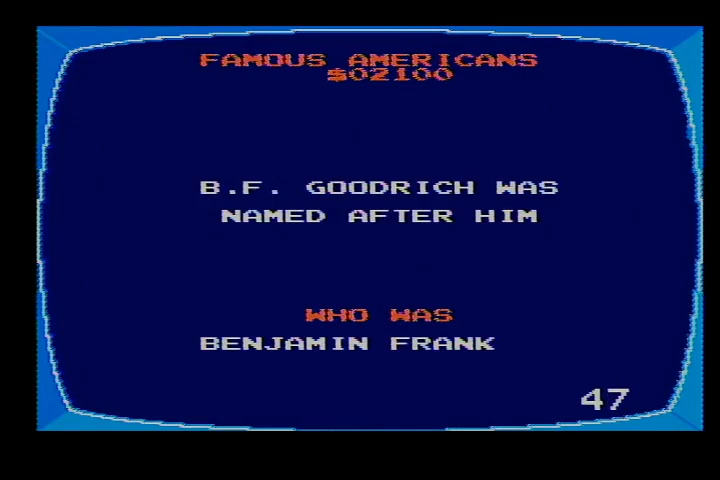 FAMOUS AMERICANS
$02100
B.F. GOODRICH WAS
NAMED AFTER HIM
WHO WAS
BENJAMIN FRANK
47